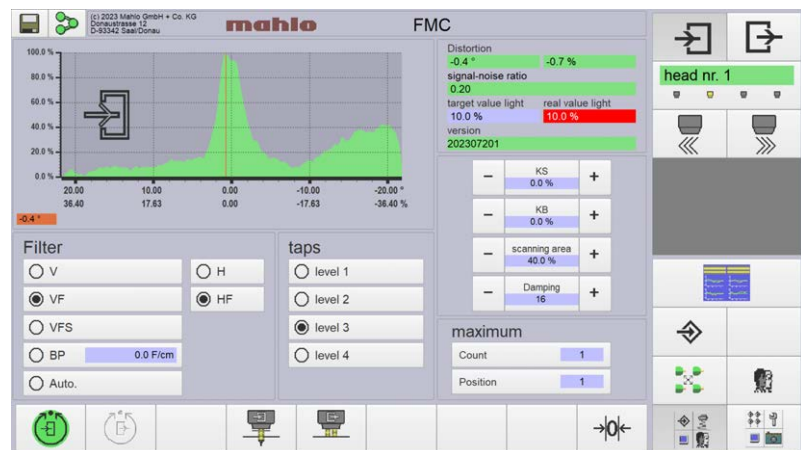 (c) 2023 Mahlo GmbH + Co. KG
Donaustrasse 12
D-93342 Saal/Donau
mahlo
FMC
100.0 %
80.0 %
60.0 %
40.0 %
20.0 %
0.0 %
20.00 10.00 0.00 -10.00 -20.00 °
36.40 17.63 0.00 -17.63 -36.40 %
-0.4 °
Distortion
-0.4 ° -0.7 %
signal-noise ratio
0.20
target value light real value light
10.0 % 10.0 %
version
202307201
head nr. 1
− KS +
0.0 %
− KB +
0.0 %
− scanning area +
40.0 %
− Damping +
16
Filter
V H
VF HF
VFS
BP 0.0 F/cm
Auto.
taps
level 1
level 2
level 3
level 4
maximum
Count 1
Position 1
0